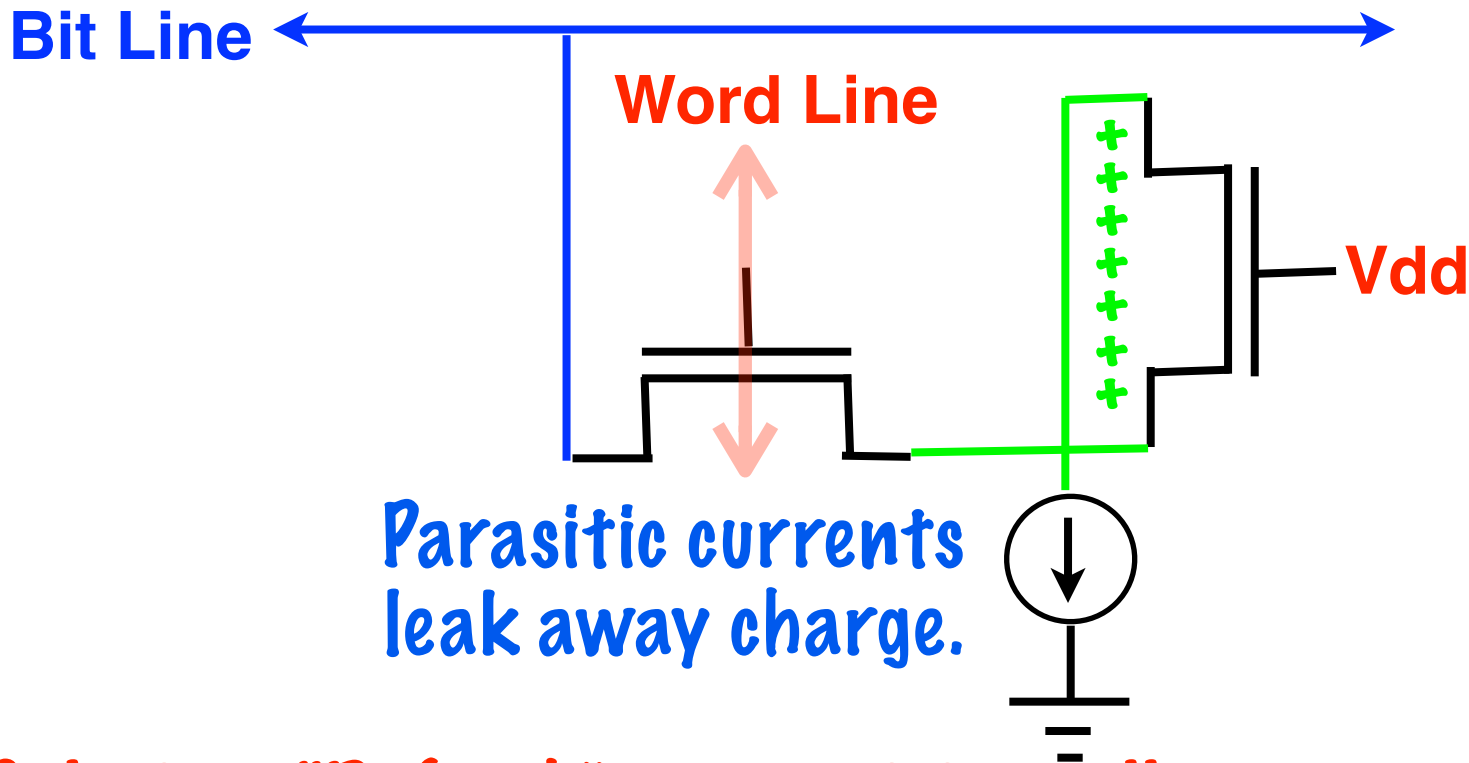 Bit Line
Word Line
+
+
+
+
+
+
+
Vdd
Parasitic currents
leak away charge.